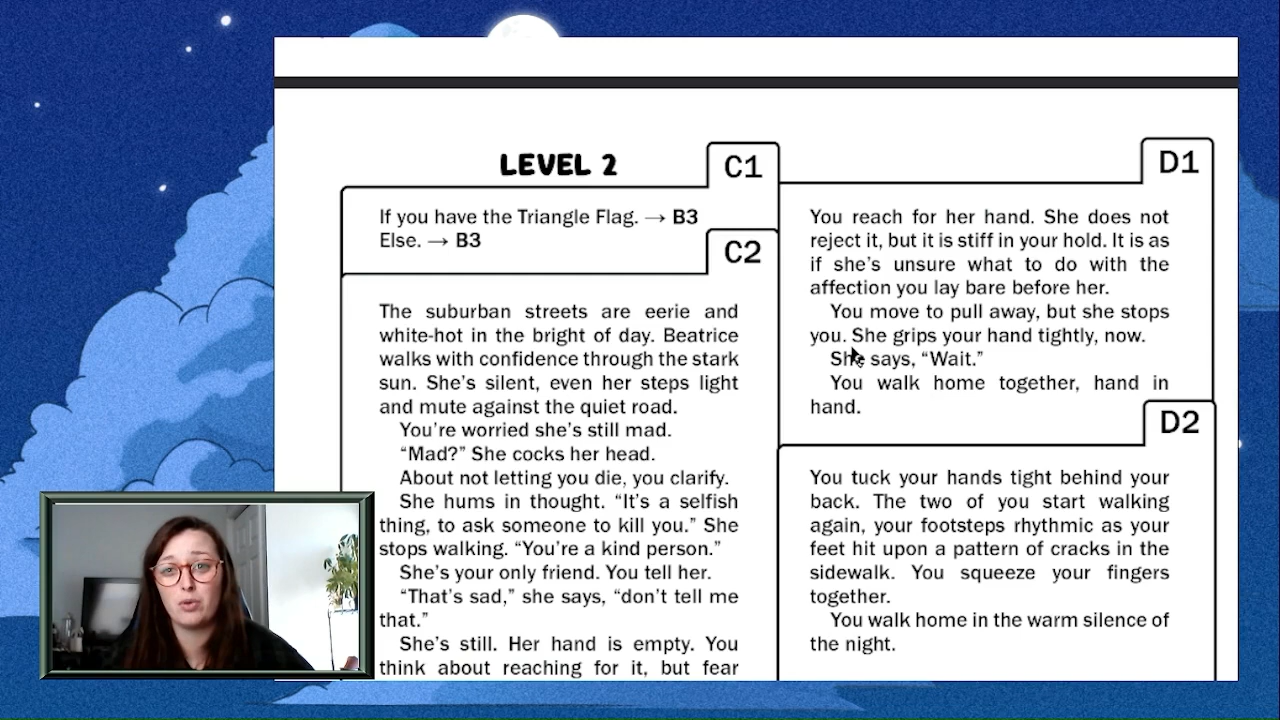 LEVEL 2
C1
If you have the Triangle Flag. → B3
Else. → B3
C2
The suburban streets are eerie and
white-hot in the bright of day. Beatrice
walks with confidence through the stark
sun. She’s silent, even her steps light
and mute against the quiet road.
You’re worried she’s still mad.
“Mad?” She cocks her head.
About not letting you die, you clarify.
She hums in thought. “It’s a selfish
thing, to ask someone to kill you.” She
stops walking. “You’re a kind person.”
She’s your only friend. You tell her.
“That’s sad,” she says, “don’t tell me
that.”
She’s still. Her hand is empty. You
think about reaching for it, but fear
D1
You reach for her hand. She does not
reject it, but it is stiff in your hold. It is as
if she’s unsure what to do with the
affection you lay bare before her.
You move to pull away, but she stops
you. She grips your hand tightly, now.
She says, “Wait.”
You walk home together, hand in
hand.
D2
You tuck your hands tight behind your
back. The two of you start walking
again, your footsteps rhythmic as your
feet hit upon a pattern of cracks in the
sidewalk. You squeeze your fingers
together.
You walk home in the warm silence of
the night.